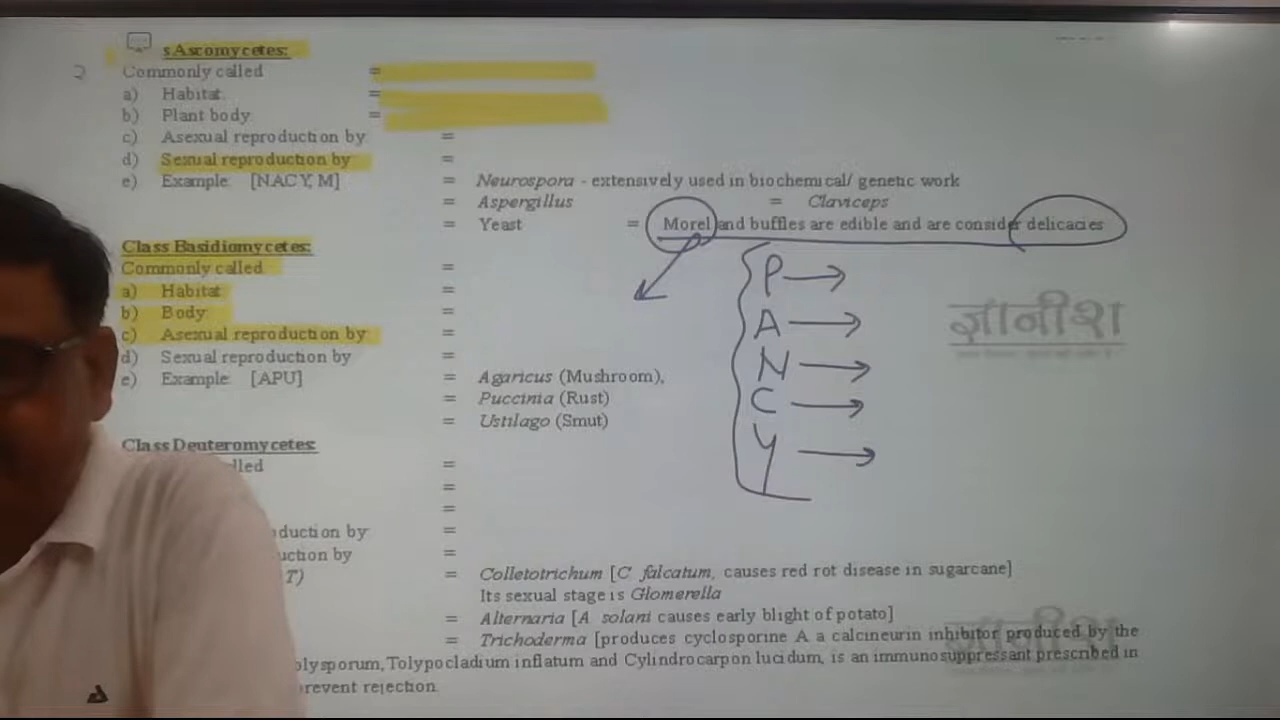 s Ascomycetes:
Commonly called =
a) Habitat. =
b) Plant body. =
c) Asexual reproduction by: =
d) Sexual reproduction by =
e) Example: [NACY, M] = Neurospora - extensively used in biochemical/ genetic work
= Aspergillus = Claviceps
= Yeast = Morel and buffles are edible and are consider delicacies
Class Basidiomycetes:
Commonly called =
a) Habitat =
b) Body: =
c) Asexual reproduction by: =
d) Sexual reproduction by =
e) Example: [APU] = Agaricus (Mushroom),
= Puccinia (Rust)
= Ustilago (Smut)
P →
A →
N →
C →
Y →
ज्ञानीश
Class Deuteromycetes:
lled =
=
=
duction by: =
uction by =
T) = Colletotrichum [C. falcatum, causes red rot disease in sugarcane]
Its sexual stage is Glomerella
= Alternaria [A. solani causes early blight of potato]
= Trichoderma [produces cyclosporine A a calcineurin inhibitor produced by the
olysporum, Tolypocladium inflatum and Cylindrocarpon lucidum, is an immunosuppressant prescribed in
revent rejection.
ज्ञानीश